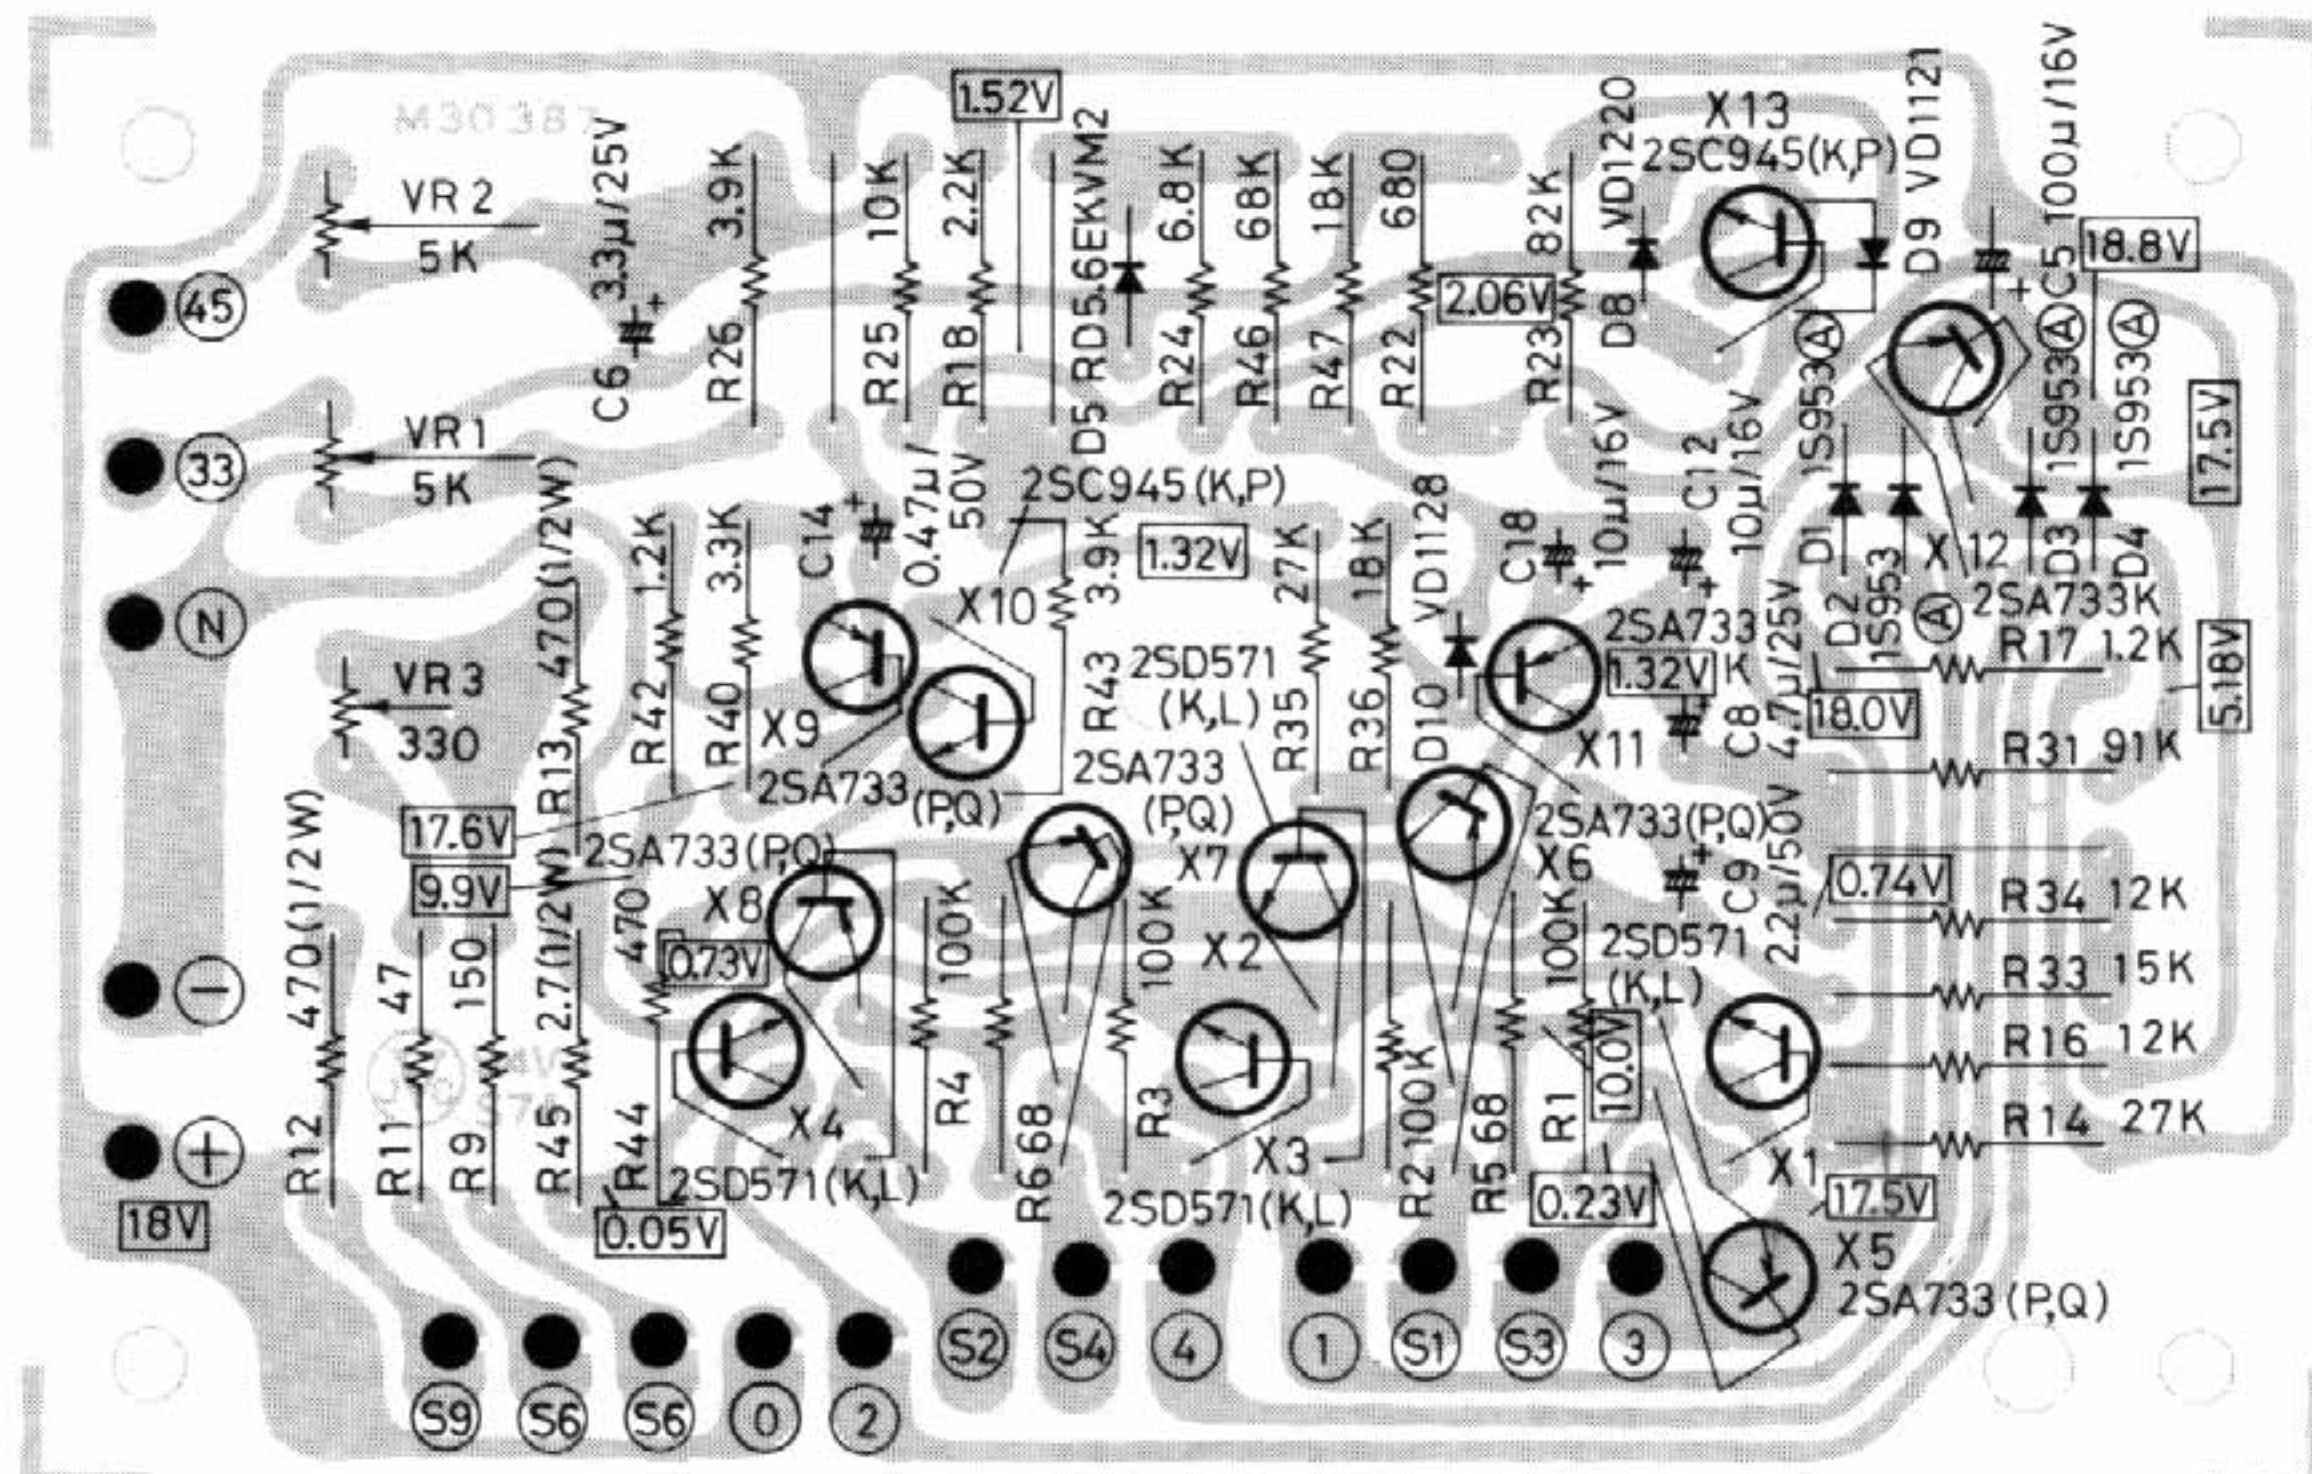 M30387
1.52V
X13
2SC945(K,P)
VR2
5K
45
C6 3.3µ/25V
R26 3.9K
R25 10K
R18 2.2K
D5 RD5.6EKVM2
R24 6.8K
R46 68K
R47 18K
R22 680
2.06V
R23 82K
D8 VD1220
D9 VD1121
C5 100µ/16V
18.8V
33
VR1
5K
17.5V
D1 1S953 A
D2 1S953 A
D3 1S953 A
D4 1S953 A
X12
2SA733K
N
VR3
330
R13 470(1/2W)
R42 1.2K
R40 3.3K
C14 0.47µ/50V
2SC945(K,P)
X10
R43 3.9K
1.32V
R35 27K
R36 18K
D10 VD1128
C18 10µ/16V
C12 10µ/16V
2SA733
K
1.32V
X11
C8 4.7µ/25V
18.0V
R17 1.2K
5.18V
R31 91K
X9
2SA733
(P,Q)
17.6V
2SA733
(P,Q)
2SD571
(K,L)
2SA733(P,Q)
X7
X6
9.9V
2SA733(P,Q)
X8
0.73V
X2
C9 2.2µ/50V
0.74V
R34 12K
R33 15K
R16 12K
R14 27K
2SD571
(K,L)
X1
17.5V
X5
2SA733(P,Q)
−
+
18V
R12 470(1/2W)
R11 47
R9 150
R45 2.7(1/2W)
R44 470
0.05V
X4
2SD571(K,L)
R4 100K
R6 68
R3 100K
X3
2SD571(K,L)
R2 100K
R5 68
R1 100K
10.0V
0.23V
S9
S6
S6
0
2
S2
S4
4
1
S1
S3
3